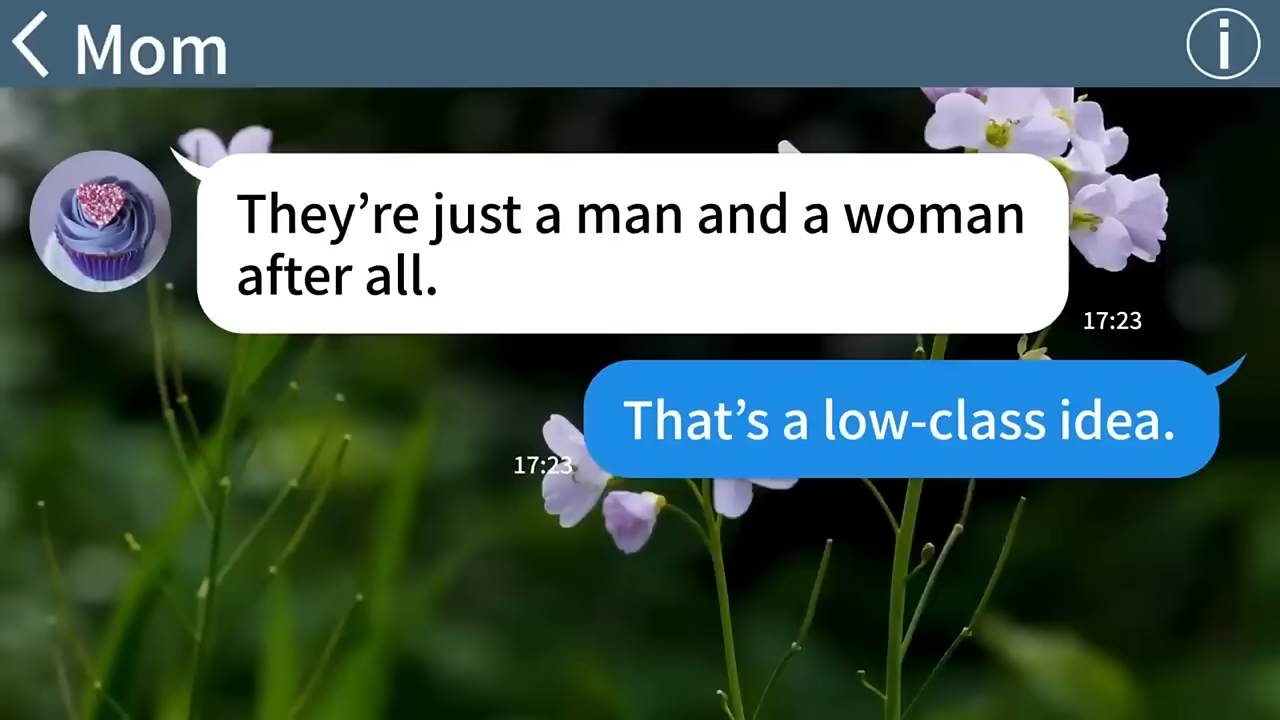 Mom
They’re just a man and a woman
after all.
17:23
That’s a low-class idea.
17:23